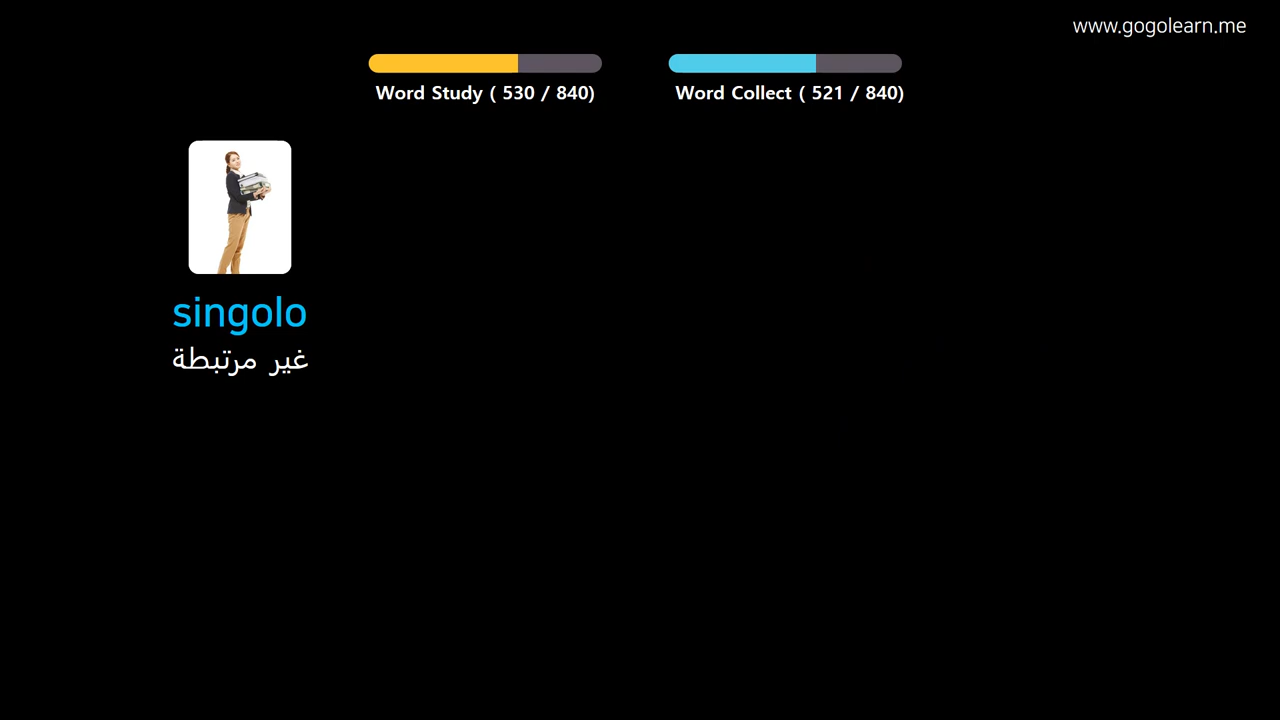 www.gogolearn.me
Word Study ( 530 / 840)
Word Collect ( 521 / 840)
singolo
غير مرتبطة